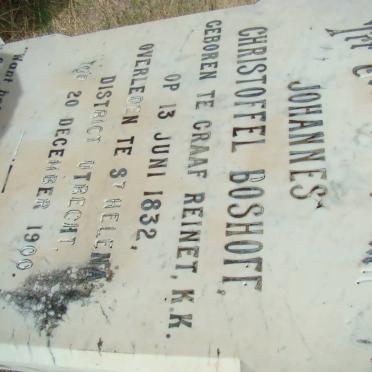 JOHANNES
CHRISTOFFEL BOSHOFF,
GEBOREN TE GRAAF REINET, K.K.
OP 13 JUNI 1832,
OVERLEDEN TE ST HELENA,
DISTRICT UTRECHT,
20 DECEMBER 1900.